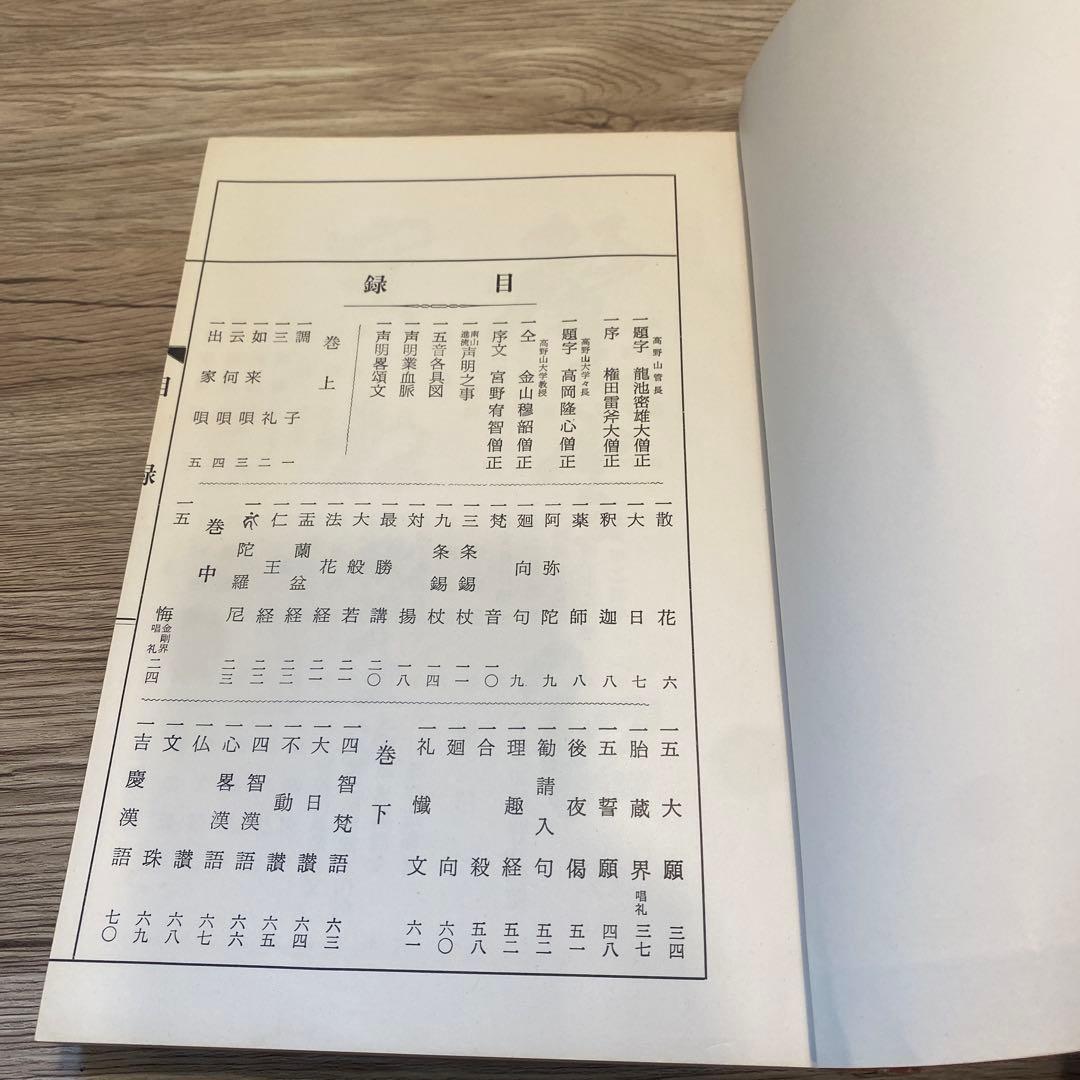 目録
一題字 高野山管長 龍池密雄大僧正
一序 権田雷斧大僧正
一題字 高野山大学々長 高岡隆心僧正
一仝 高野山大学教授 金山穆韶僧正
一序文 宮野宥智僧正
一南山進流声明之事
一五音各具図
一声明業血脈
一声明畧頌文
巻上
一調子 一
一三礼 二
一如来唄 三
一云何唄 四
一出家唄 五
一散花 六
一大日 七
一釈迦 八
一薬師 八
一阿弥陀 九
一廻向句 九
一梵音 一〇
一三条錫杖 一一
一九条錫杖 一四
一対揚 一八
一最勝講 二〇
一大般若 二一
一法花経 二一
一盂蘭盆経 二二
一仁王経 二二
一陀羅尼 二三
巻中
一五悔 金剛界唱礼 二四
一五大願 三四
一胎蔵界 唱礼 三七
一五誓願 四八
一後夜偈 五一
一勧請入句 五二
一理趣経 五二
一合殺 五八
一廻向 六〇
一礼懺文 六一
巻下
一四智梵語 六三
一大日讃 六四
一不動讃 六五
一四智漢語 六六
一心畧漢語 六七
一仏讃 六八
一文珠 六九
一吉慶漢語 七〇
目録